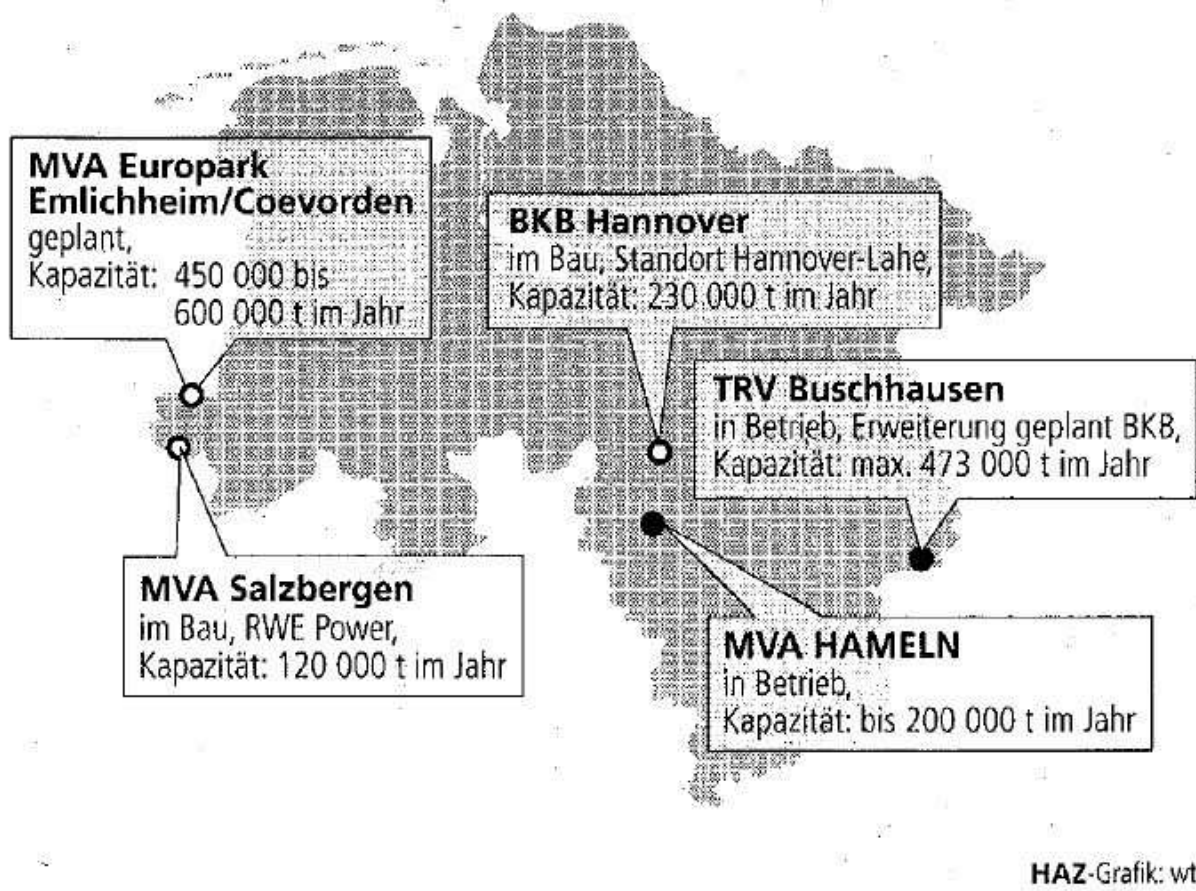 MVA Europark
Emlichheim/Coevorden
geplant,
Kapazität: 450 000 bis
600 000 t im Jahr
BKB Hannover
im Bau, Standort Hannover-Lahe,
Kapazität: 230 000 t im Jahr
TRV Buschhausen
in Betrieb, Erweiterung geplant BKB,
Kapazität: max. 473 000 t im Jahr
MVA Salzbergen
im Bau, RWE Power,
Kapazität: 120 000 t im Jahr
MVA HAMELN
in Betrieb,
Kapazität: bis 200 000 t im Jahr
HAZ-Grafik: wt